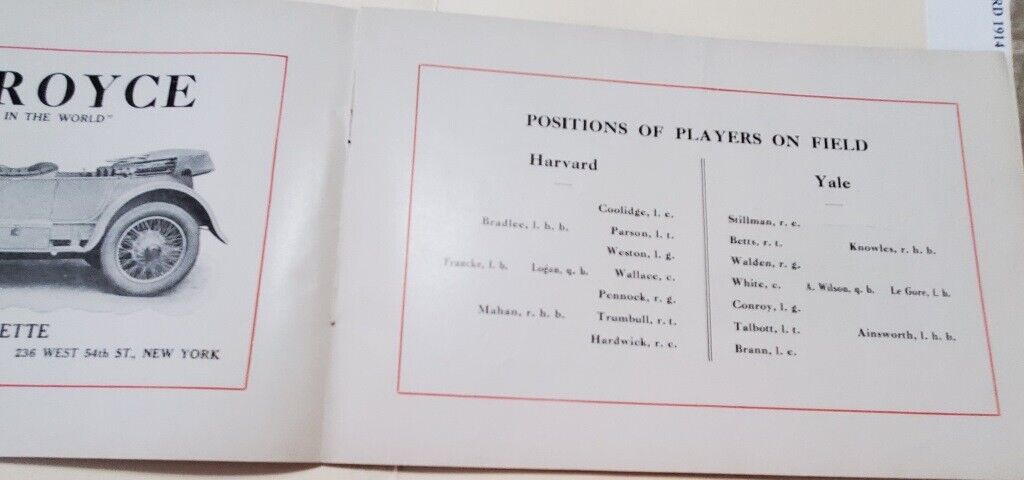 ROYCE
IN THE WORLD"
ETTE
236 WEST 54th ST., NEW YORK
POSITIONS OF PLAYERS ON FIELD
Harvard
Coolidge, l. e.
Bradlee, l. h. b.
Parson, l. t.
Weston, l. g.
Francke, f. b. Logan, q. b. Wallace, c.
Pennock, r. g.
Mahan, r. h. b.
Trumbull, r. t.
Hardwick, r. e.
Yale
Stillman, r. e.
Betts, r. t.
Knowles, r. h. b.
Walden, r. g.
White, c. A. Wilson, q. b. Le Gore, f. b.
Conroy, l. g.
Talbott, l. t.
Ainsworth, l. h. b.
Brann, l. e.
RD 1914